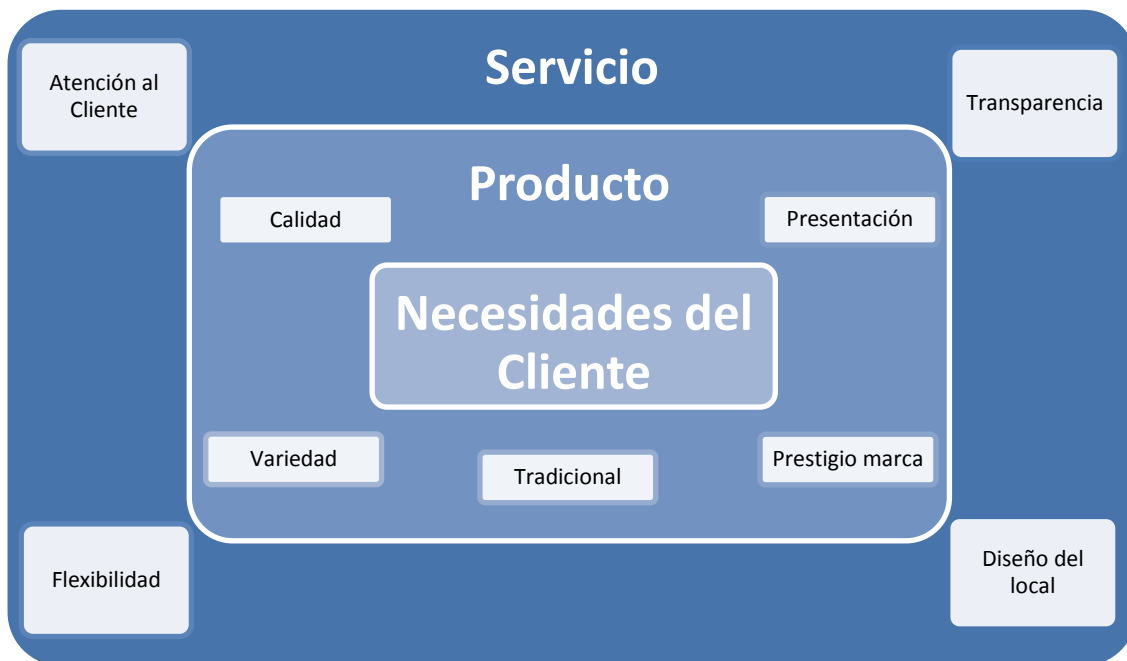 Servicio
Atención al
Cliente
Transparencia
Producto
Calidad
Presentación
Necesidades del
Cliente
Variedad
Tradicional
Prestigio marca
Flexibilidad
Diseño del
local